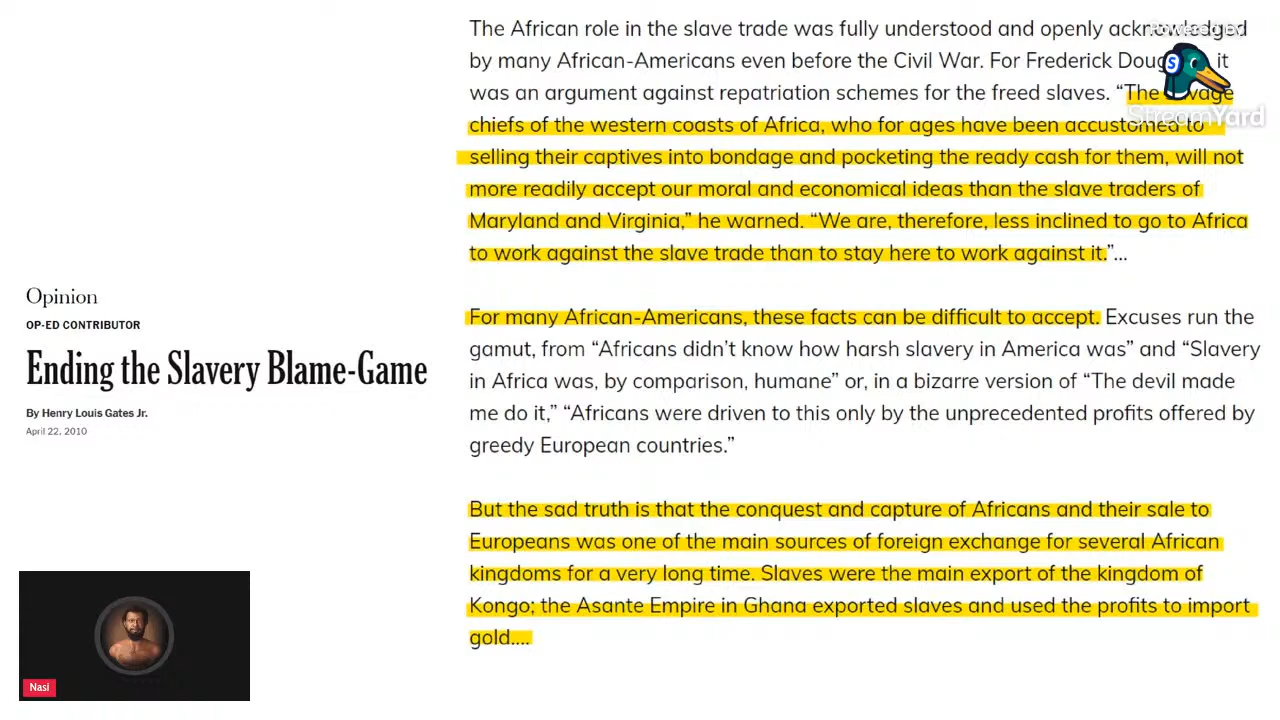 Opinion
OP-ED CONTRIBUTOR
Ending the Slavery Blame-Game
By Henry Louis Gates Jr.
April 22, 2010
The African role in the slave trade was fully understood and openly acknowledged
by many African-Americans even before the Civil War. For Frederick it
was an argument against repatriation schemes for the freed slaves. “The savage
chiefs of the western coasts of Africa, who for ages have been accustomed to
selling their captives into bondage and pocketing the ready cash for them, will not
more readily accept our moral and economical ideas than the slave traders of
Maryland and Virginia,” he warned. “We are, therefore, less inclined to go to Africa
to work against the slave trade than to stay here to work against it.”...
For many African-Americans, these facts can be difficult to accept. Excuses run the
gamut, from “Africans didn’t know how harsh slavery in America was” and “Slavery
in Africa was, by comparison, humane” or, in a bizarre version of “The devil made
me do it,” “Africans were driven to this only by the unprecedented profits offered by
greedy European countries.”
But the sad truth is that the conquest and capture of Africans and their sale to
Europeans was one of the main sources of foreign exchange for several African
kingdoms for a very long time. Slaves were the main export of the kingdom of
Kongo; the Asante Empire in Ghana exported slaves and used the profits to import
gold....
Powered by
S
StreamYard
Nasi